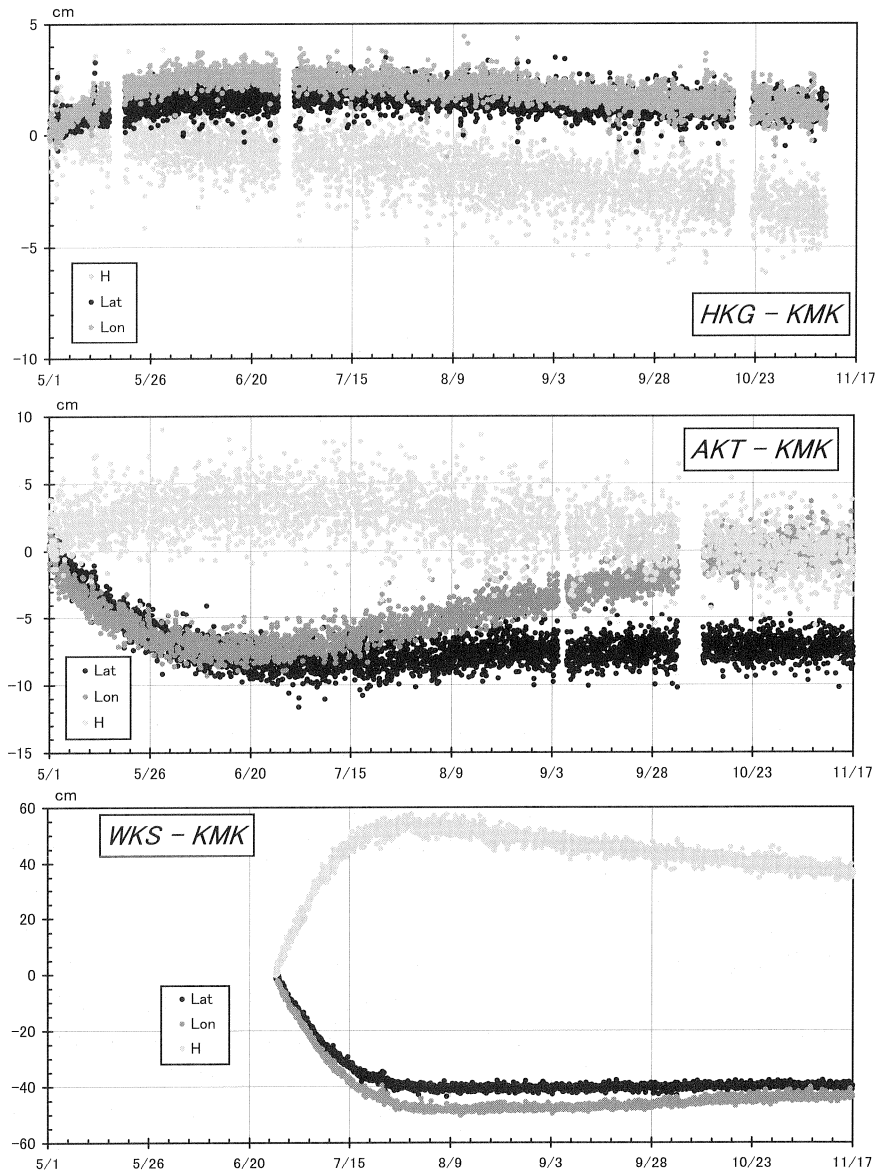 cm
5
0
-5
-10
H
Lat
Lon
HKG - KMK
5/1 5/26 6/20 7/15 8/9 9/3 9/28 10/23 11/17
cm
10
5
0
-5
-10
-15
AKT - KMK
Lat
Lon
H
5/1 5/26 6/20 7/15 8/9 9/3 9/28 10/23 11/17
cm
60
40
20
0
-20
-40
-60
WKS - KMK
Lat
Lon
H
5/1 5/26 6/20 7/15 8/9 9/3 9/28 10/23 11/17